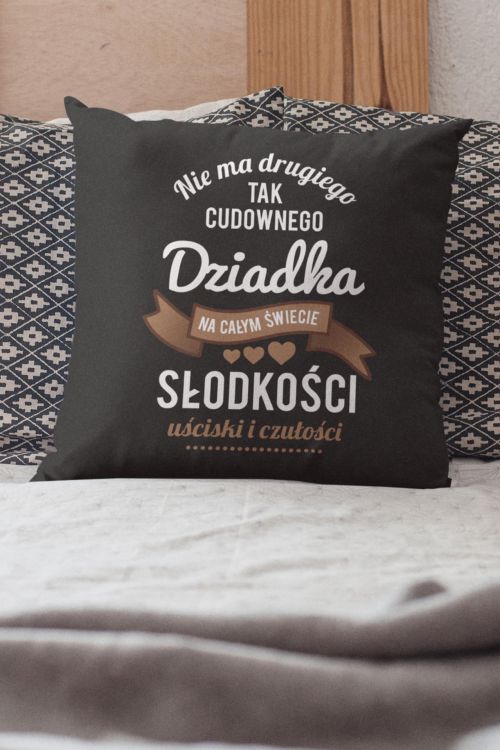 Nie ma drugiego
TAK
CUDOWNEGO
Dziadka
NA CAŁYM ŚWIECIE
SŁODKOŚCI
uściski i czułości